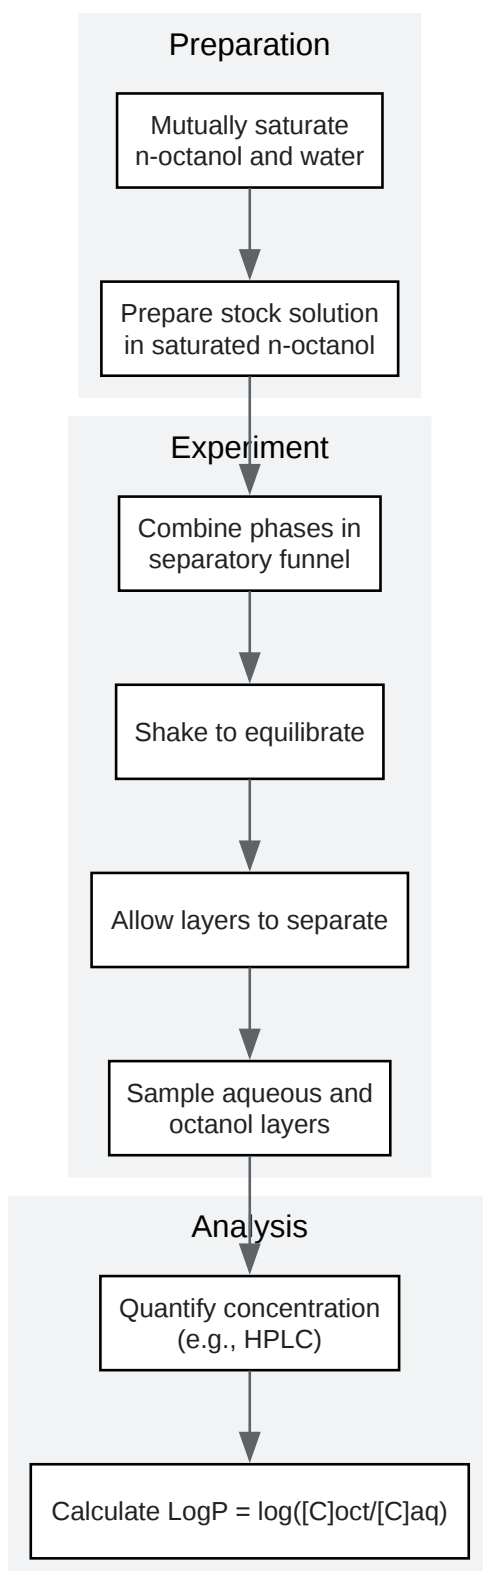 Preparation
Mutually saturate
n-octanol and water
Prepare stock solution
in saturated n-octanol
Experiment
Combine phases in
separatory funnel
Shake to equilibrate
Allow layers to separate
Sample aqueous and
octanol layers
Analysis
Quantify concentration
(e.g., HPLC)
Calculate LogP = log([C]oct/[C]aq)